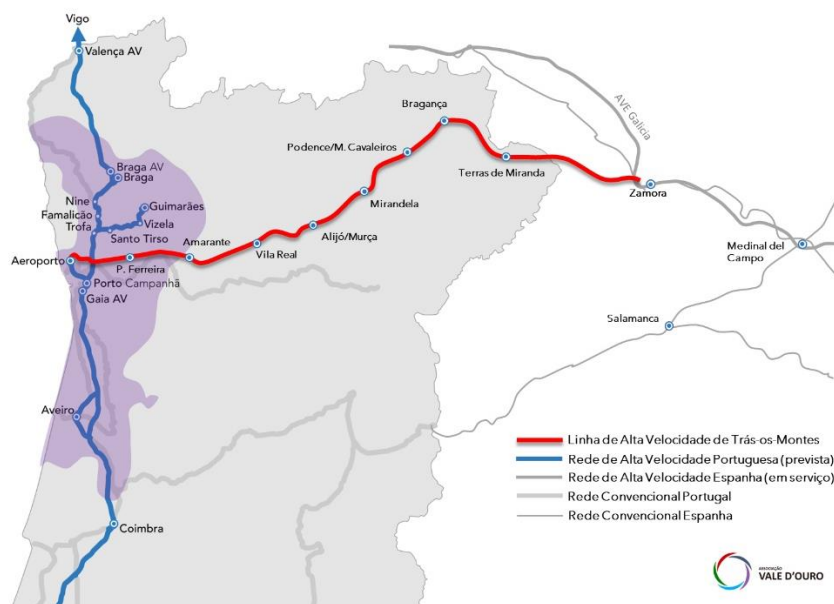 Vigo
Valença AV
AVE Galicia
Bragança
Podence/M. Cavaleiros
Terras de Miranda
Zamora
Braga AV
Braga
Nine
Guimarães
Famalicão
Vizela
Trofa
Santo Tirso
Mirandela
Alijó/Murça
Amarante
Vila Real
Medinal del
Campo
Aeroporto
P. Ferreira
Porto Campanhã
Gaia AV
Salamanca
Aveiro
Coimbra
Linha de Alta Velocidade de Trás-os-Montes
Rede de Alta Velocidade Portuguesa (prevista)
Rede de Alta Velocidade Espanha (em serviço)
Rede Convencional Portugal
Rede Convencional Espanha
ASSOCIAÇÃO
VALE D'OURO